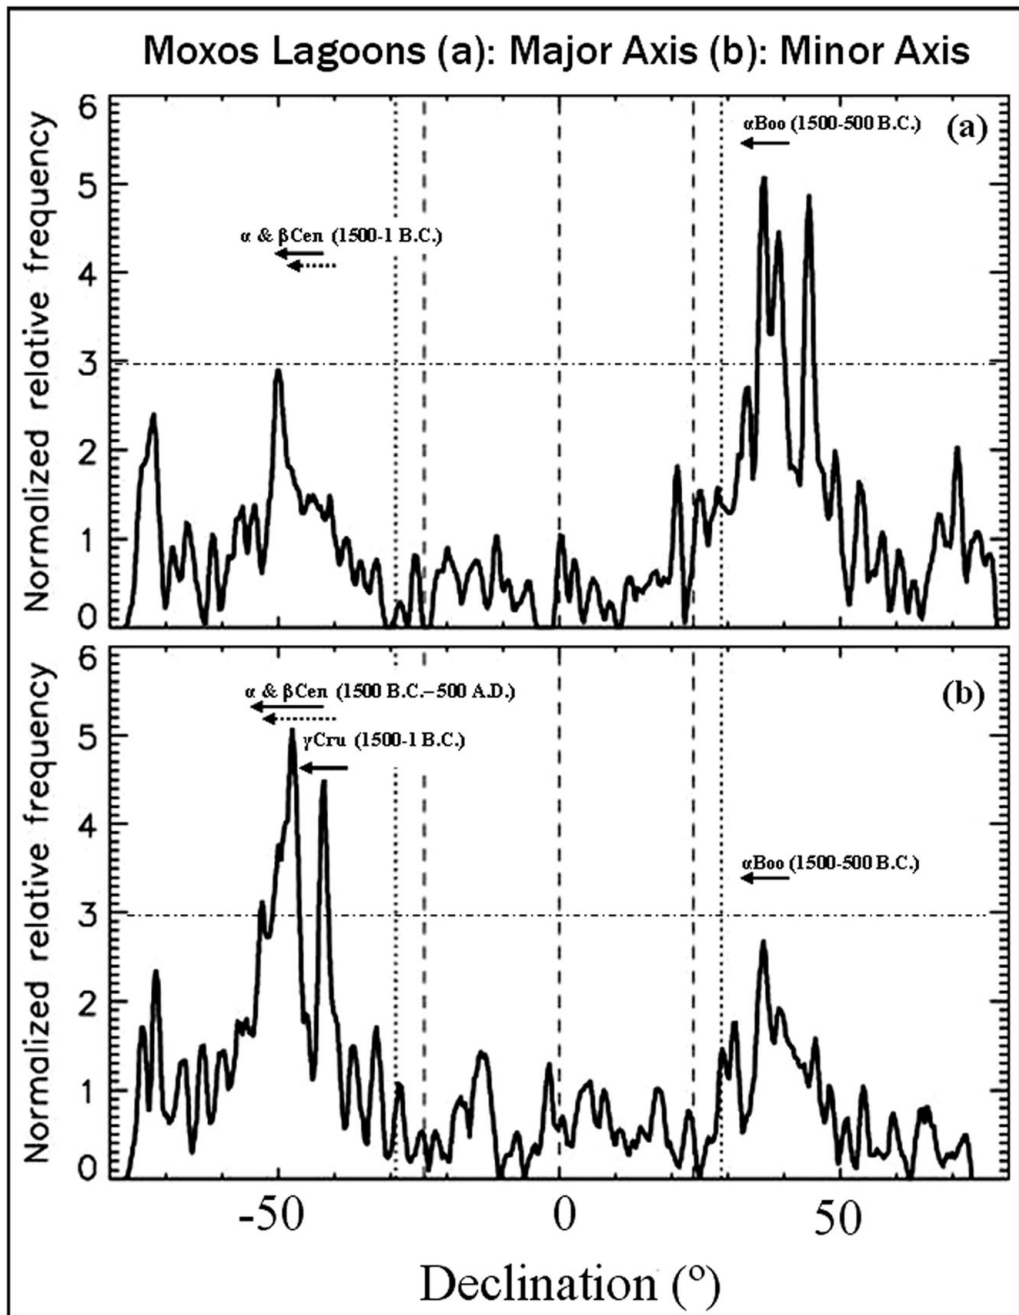 Moxos Lagoons (a): Major Axis (b): Minor Axis
Normalized relative frequency
6
5
4
3
2
1
0
αBoo (1500-500 B.C.)
(a)
α & βCen (1500-1 B.C.)
Normalized relative frequency
6
5
4
3
2
1
0
α & βCen (1500 B.C.–500 A.D.)
(b)
γCru (1500-1 B.C.)
αBoo (1500-500 B.C.)
-50 0 50
Declination (º)